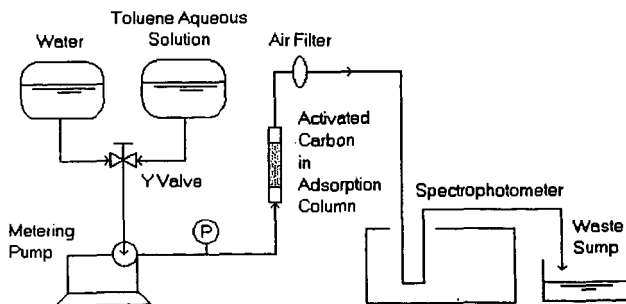 Toluene Aqueous
Water
Solution
Air Filter
Activated
Carbon
in
Adsorption
Column
Y Valve
Spectrophotometer
Metering
Pump
P
Waste
Sump